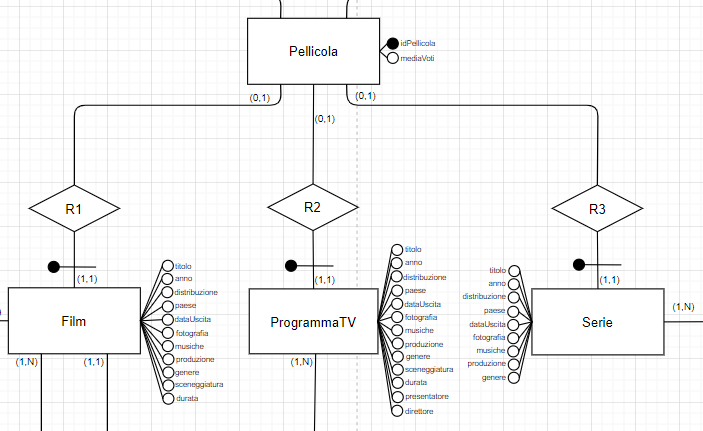 Pellicola
idPellicola
mediaVoti
(0,1)
(0,1)
(0,1)
R1
R2
R3
(1,1)
(1,1)
(1,1)
Film
titolo
anno
distribuzione
paese
dataUscita
fotografia
musiche
produzione
genere
sceneggiatura
durata
(1,N)
(1,1)
ProgrammaTV
titolo
anno
distribuzione
paese
dataUscita
fotografia
musiche
produzione
genere
sceneggiatura
durata
presentatore
direttore
(1,N)
titolo
anno
distribuzione
paese
dataUscita
fotografia
musiche
produzione
genere
Serie
(1,N)
)